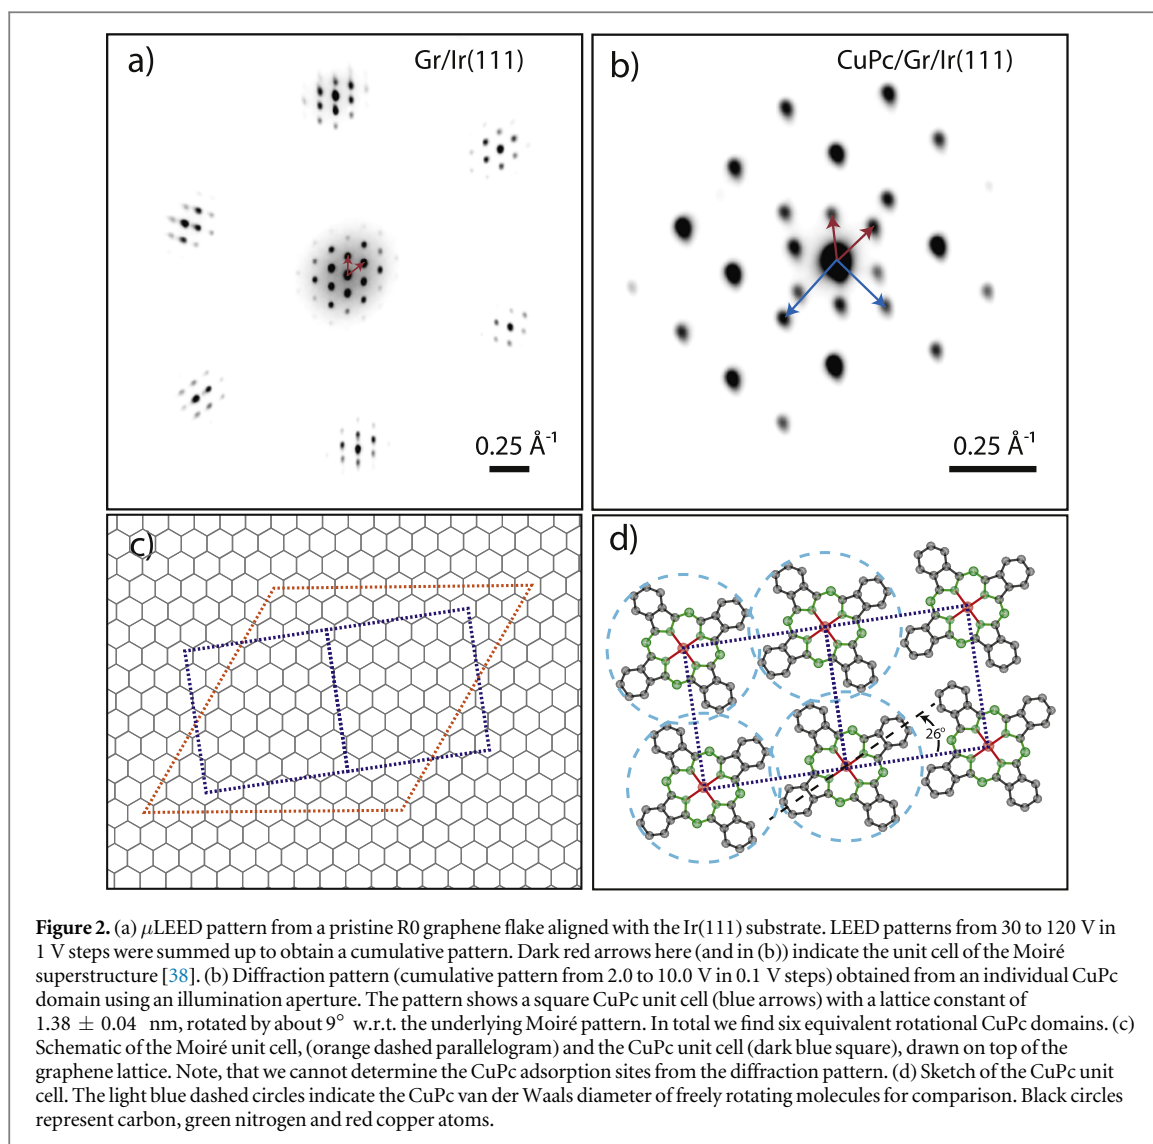 a)
Gr/Ir(111)
0.25 Å⁻¹
b)
CuPc/Gr/Ir(111)
0.25 Å⁻¹
c)
d)
26°
Figure 2. (a) μLEED pattern from a pristine R0 graphene flake aligned with the Ir(111) substrate. LEED patterns from 30 to 120 V in
1 V steps were summed up to obtain a cumulative pattern. Dark red arrows here (and in (b)) indicate the unit cell of the Moiré
superstructure [38]. (b) Diffraction pattern (cumulative pattern from 2.0 to 10.0 V in 0.1 V steps) obtained from an individual CuPc
domain using an illumination aperture. The pattern shows a square CuPc unit cell (blue arrows) with a lattice constant of
1.38 ± 0.04 nm, rotated by about 9° w.r.t. the underlying Moiré pattern. In total we find six equivalent rotational CuPc domains. (c)
Schematic of the Moiré unit cell, (orange dashed parallelogram) and the CuPc unit cell (dark blue square), drawn on top of the
graphene lattice. Note, that we cannot determine the CuPc adsorption sites from the diffraction pattern. (d) Sketch of the CuPc unit
cell. The light blue dashed circles indicate the CuPc van der Waals diameter of freely rotating molecules for comparison. Black circles
represent carbon, green nitrogen and red copper atoms.